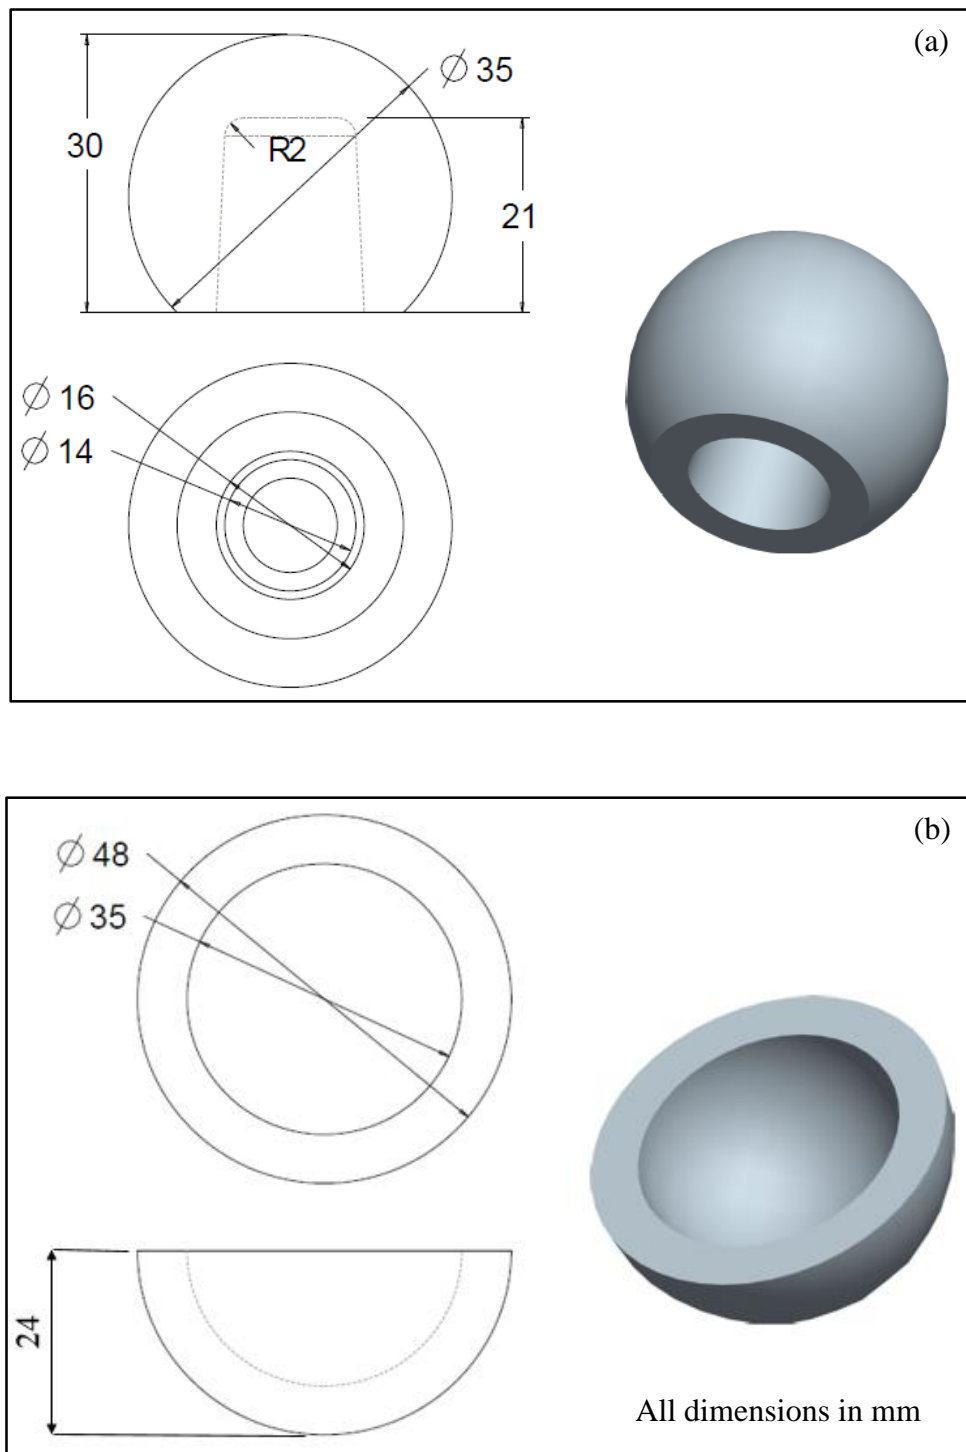 (a)
Ø 35
30
R2
21
Ø 16
Ø 14
(b)
Ø 48
Ø 35
24
All dimensions in mm